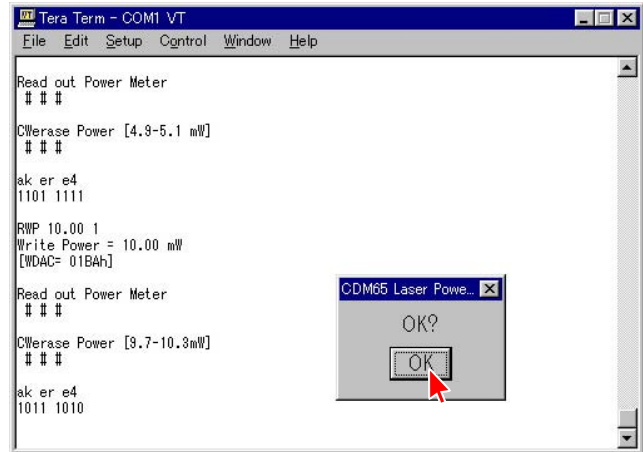 Tera Term - COM1 VT
File Edit Setup Control Window Help
Read out Power Meter
# # #
CWerase Power [4.9-5.1 mW]
# # #
ak er e4
1101 1111
RWP 10.00 1
Write Power = 10.00 mW
[WDAC= 01BAh]
Read out Power Meter
# # #
CWerase Power [9.7-10.3mW]
# # #
ak er e4
1011 1010
CDM65 Laser Powe...
OK?
OK